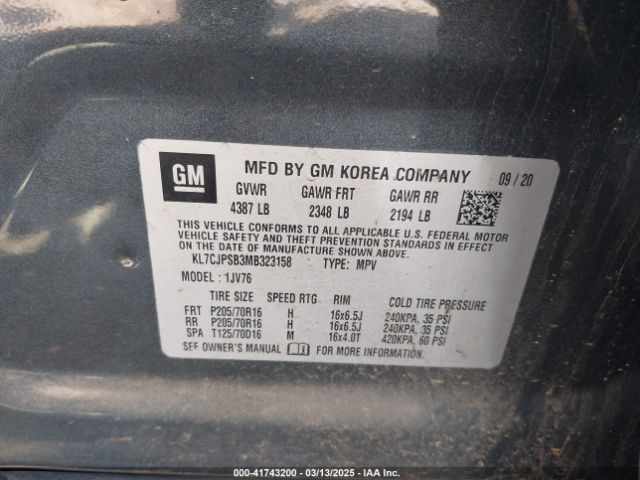 GM
MFD BY GM KOREA COMPANY 09/20
GVWR GAWR FRT GAWR RR
4387 LB 2348 LB 2194 LB
THIS VEHICLE CONFORMS TO ALL APPLICABLE U.S. FEDERAL MOTOR
VEHICLE SAFETY AND THEFT PREVENTION STANDARDS IN EFFECT
ON THE DATE OF MANUFACTURE SHOWN ABOVE.
KL7CJPSB3MB323158 TYPE: MPV
MODEL: 1JV76
TIRE SIZE SPEED RTG RIM COLD TIRE PRESSURE
FRT P205/70R16 H 16x6.5J 240KPA, 35 PSI
RR P205/70R16 H 16x6.5J 240KPA, 35 PSI
SPA T125/70D16 M 16x4.0T 420KPA, 60 PSI
SEE OWNER'S MANUAL FOR MORE INFORMATION.
000-41743200 — 03/13/2025 — IAA Inc.